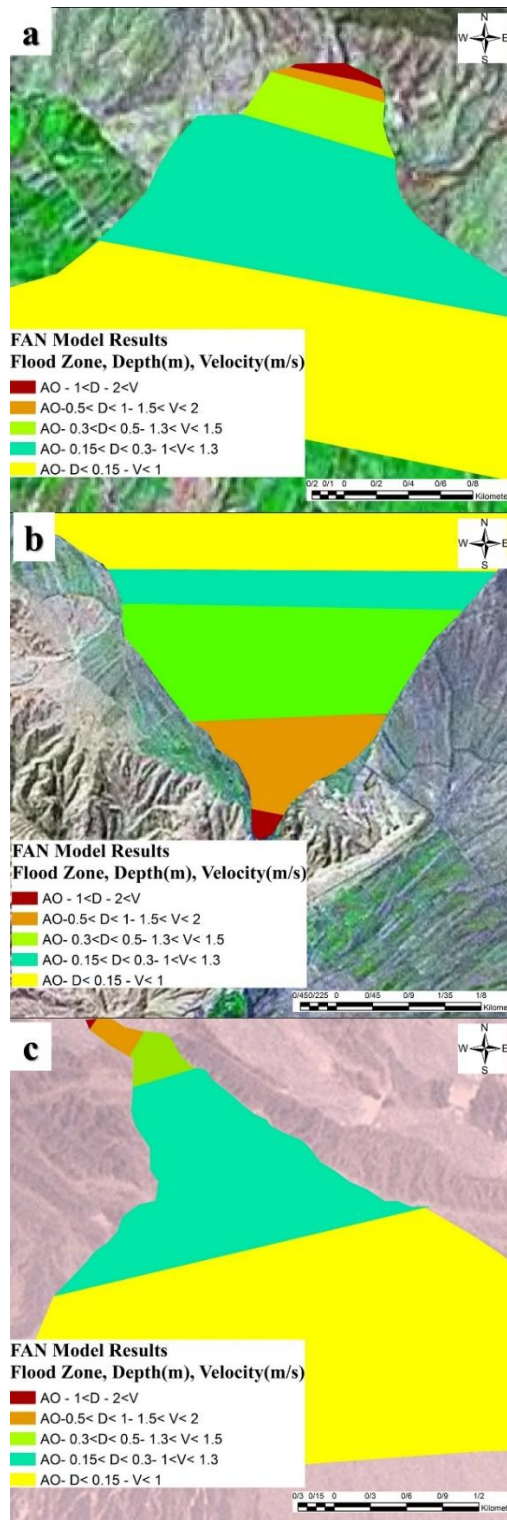 a
N
W E
S
FAN Model Results
Flood Zone, Depth(m), Velocity(m/s)
AO - 1<D - 2<V
AO-0.5< D< 1- 1.5< V< 2
AO- 0.3<D< 0.5- 1.3< V< 1.5
AO- 0.15< D< 0.3- 1<V< 1.3
AO- D< 0.15 - V< 1
0/2 0/1 0 0/2 0/4 0/6 0/8
Kilomete
b
N
W E
S
FAN Model Results
Flood Zone, Depth(m), Velocity(m/s)
AO - 1<D - 2<V
AO-0.5< D< 1- 1.5< V< 2
AO- 0.3<D< 0.5- 1.3< V< 1.5
AO- 0.15< D< 0.3- 1<V< 1.3
AO- D< 0.15 - V< 1
0/45 0/225 0 0/45 0/9 1/35 1/8
Kilomete
c
N
W E
S
FAN Model Results
Flood Zone, Depth(m), Velocity(m/s)
AO - 1<D - 2<V
AO-0.5< D< 1- 1.5< V< 2
AO- 0.3<D< 0.5- 1.3< V< 1.5
AO- 0.15< D< 0.3- 1<V< 1.3
AO- D< 0.15 - V< 1
0/3 0/15 0 0/3 0/6 0/9 1/2
Kilomete